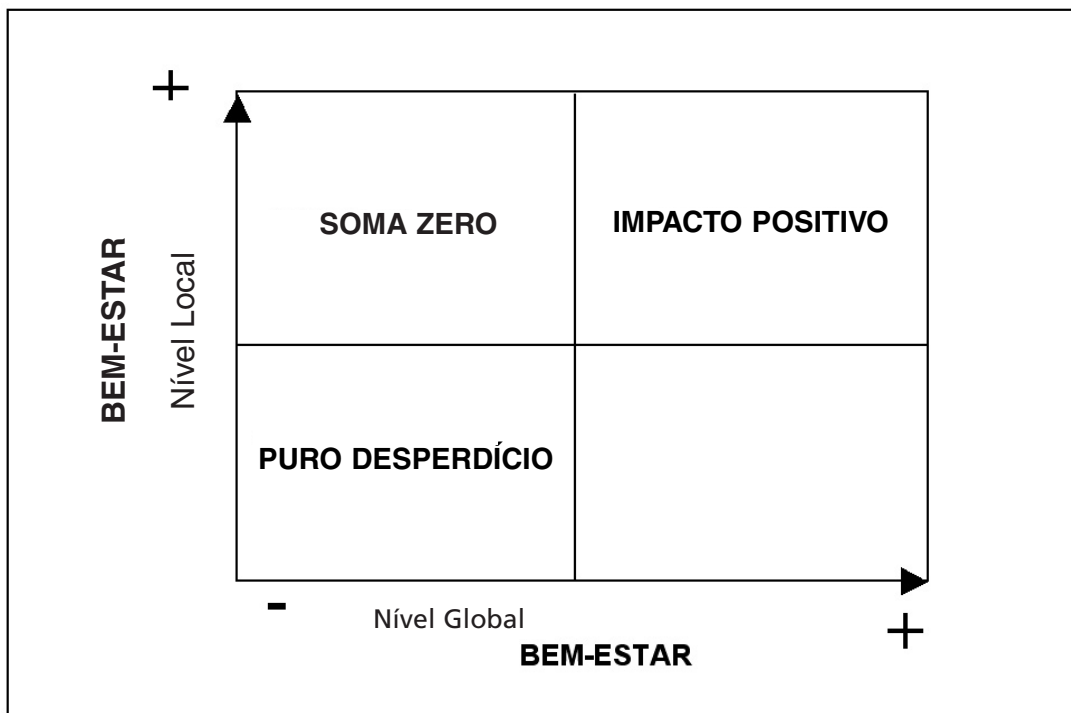 +
BEM-ESTAR
Nível Local
SOMA ZERO
IMPACTO POSITIVO
PURO DESPERDÍCIO
-
Nível Global
+
BEM-ESTAR